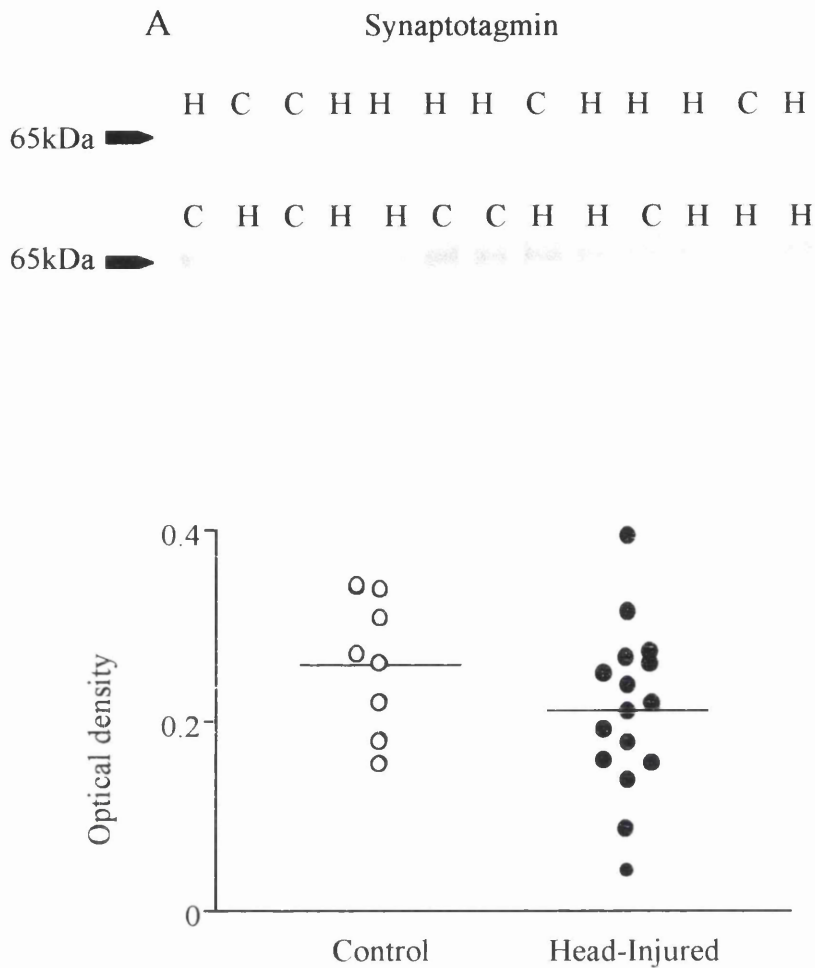 A Synaptotagmin
H C C H H H H C H H H C H
65kDa
C H C H H C C H H C H H H
65kDa
0.4
0.2
0
Optical density
Control Head-Injured